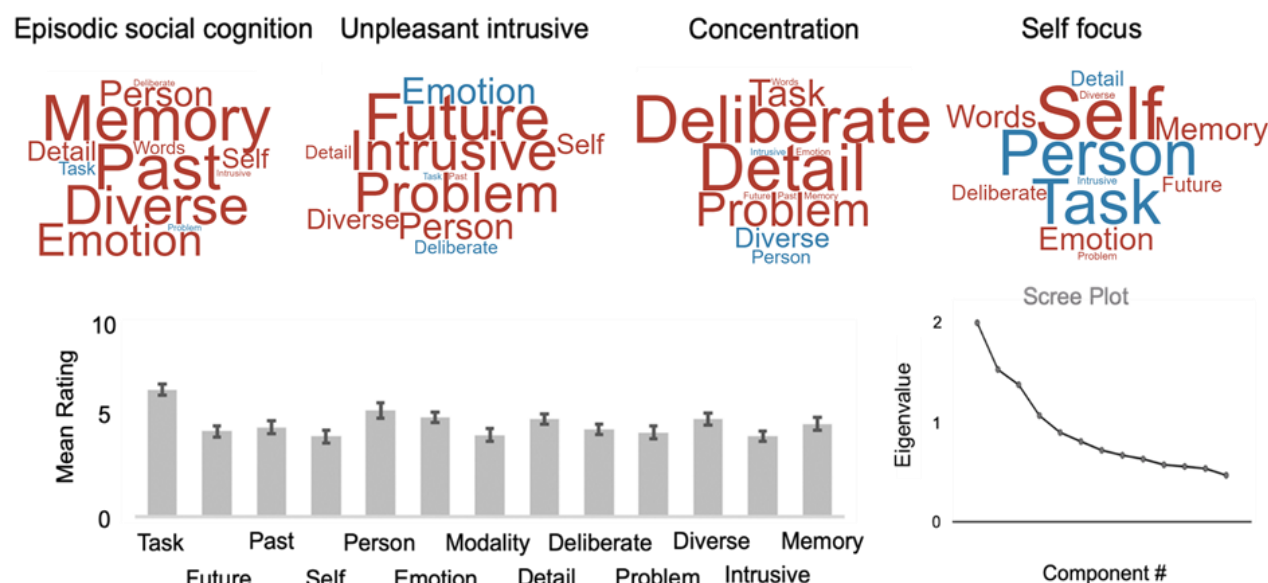 Episodic social cognition Unpleasant intrusive Concentration Self focus
Deliberate
Person
Memory
Detail Words Self
Task Past Intrusive
Diverse
Problem
Emotion
Emotion
Future
Detail Intrusive Self
Task Past
Problem
Diverse Person
Deliberate
Words
Task
Deliberate
Intrusive Emotion
Detail
Future Past Memory
Problem
Diverse
Person
Detail
Diverse
Words Self Memory
Person
Intrusive Future
Deliberate Task
Emotion
Problem
Scree Plot
10
5
0
Mean Rating
Task Past Person Modality Deliberate Diverse Memory
Future Self Emotion Detail Problem Intrusive
2
1
0
Eigenvalue
Component #